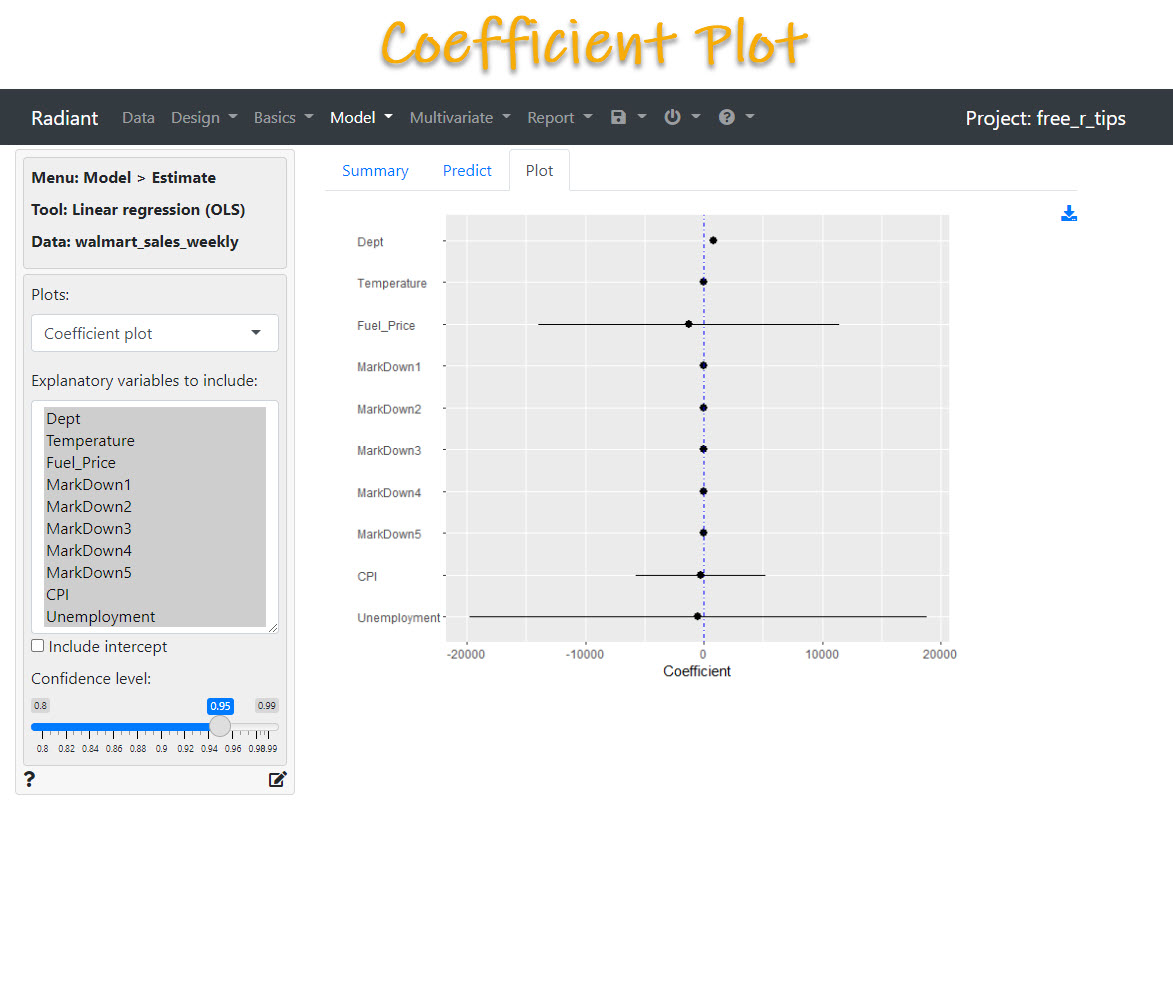 Coefficient Plot
Radiant Data Design Basics Model Multivariate Report Project: free_r_tips
Menu: Model > Estimate
Tool: Linear regression (OLS)
Data: walmart_sales_weekly
Plots:
Coefficient plot
Explanatory variables to include:
Dept
Temperature
Fuel_Price
MarkDown1
MarkDown2
MarkDown3
MarkDown4
MarkDown5
CPI
Unemployment
Include intercept
Confidence level:
0.8 0.95 0.99
0.8 0.82 0.84 0.86 0.88 0.9 0.92 0.94 0.96 0.98 0.99
?
Summary Predict Plot
Dept
Temperature
Fuel_Price
MarkDown1
MarkDown2
MarkDown3
MarkDown4
MarkDown5
CPI
Unemployment
-20000 -10000 0 10000 20000
Coefficient